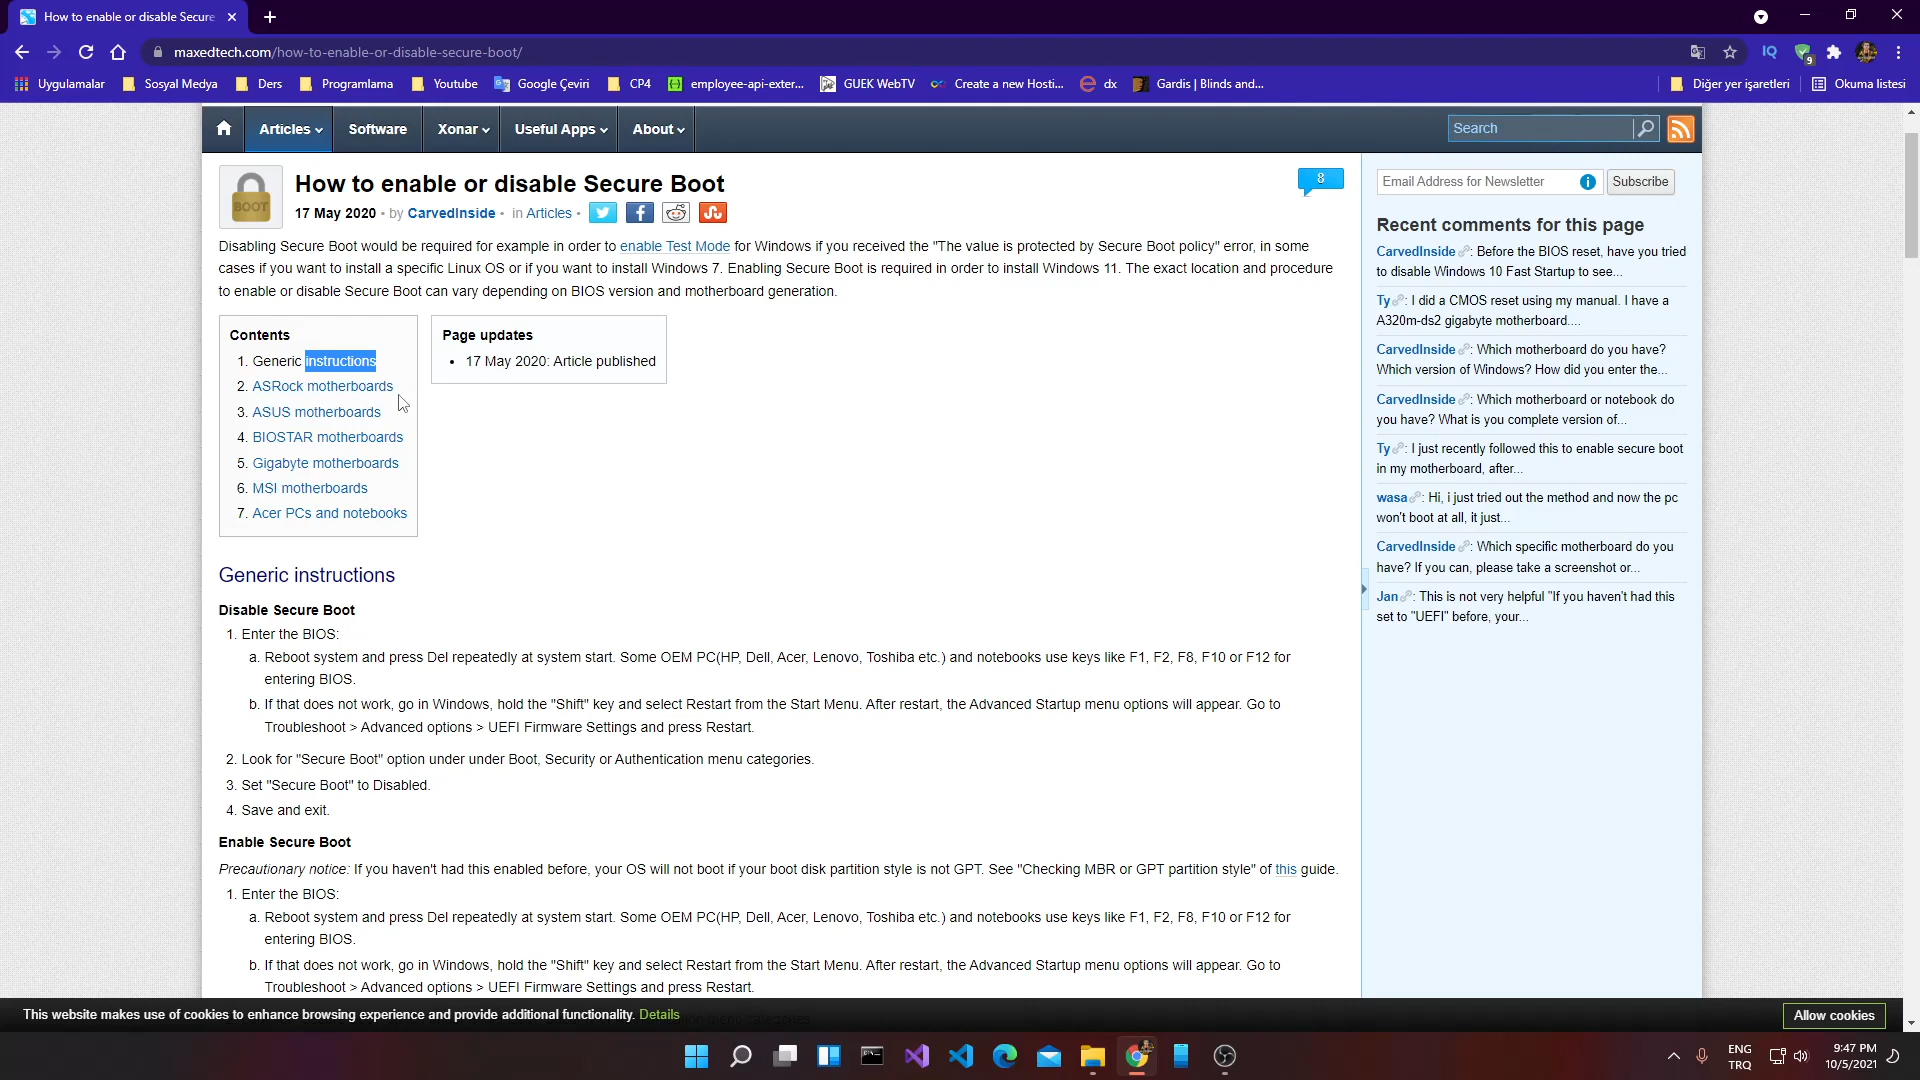 How to enable or disable Secure
maxedtech.com/how-to-enable-or-disable-secure-boot/
IQ
9
Uygulamalar
Sosyal Medya
Ders
Programlama
Youtube
Google Çeviri
CP4
employee-api-exter...
GUEK WebTV
Create a new Hosti...
dx
Gardis | Blinds and...
Diğer yer işaretleri
Okuma listesi
Articles
Software
Xonar
Useful Apps
About
Search
BOOT
How to enable or disable Secure Boot
8
17 May 2020 • by CarvedInside • in Articles •
Disabling Secure Boot would be required for example in order to enable Test Mode for Windows if you received the "The value is protected by Secure Boot policy" error, in some
cases if you want to install a specific Linux OS or if you want to install Windows 7. Enabling Secure Boot is required in order to install Windows 11. The exact location and procedure
to enable or disable Secure Boot can vary depending on BIOS version and motherboard generation.
Contents
1. Generic instructions
2. ASRock motherboards
3. ASUS motherboards
4. BIOSTAR motherboards
5. Gigabyte motherboards
6. MSI motherboards
7. Acer PCs and notebooks
Page updates
• 17 May 2020: Article published
Generic instructions
Disable Secure Boot
1. Enter the BIOS:
a. Reboot system and press Del repeatedly at system start. Some OEM PC(HP, Dell, Acer, Lenovo, Toshiba etc.) and notebooks use keys like F1, F2, F8, F10 or F12 for
entering BIOS.
b. If that does not work, go in Windows, hold the "Shift" key and select Restart from the Start Menu. After restart, the Advanced Startup menu options will appear. Go to
Troubleshoot > Advanced options > UEFI Firmware Settings and press Restart.
2. Look for "Secure Boot" option under under Boot, Security or Authentication menu categories.
3. Set "Secure Boot" to Disabled.
4. Save and exit.
Enable Secure Boot
Precautionary notice: If you haven't had this enabled before, your OS will not boot if your boot disk partition style is not GPT. See "Checking MBR or GPT partition style" of this guide.
1. Enter the BIOS:
a. Reboot system and press Del repeatedly at system start. Some OEM PC(HP, Dell, Acer, Lenovo, Toshiba etc.) and notebooks use keys like F1, F2, F8, F10 or F12 for
entering BIOS.
b. If that does not work, go in Windows, hold the "Shift" key and select Restart from the Start Menu. After restart, the Advanced Startup menu options will appear. Go to
Troubleshoot > Advanced options > UEFI Firmware Settings and press Restart.
Email Address for Newsletter
Subscribe
Recent comments for this page
CarvedInside: Before the BIOS reset, have you tried
to disable Windows 10 Fast Startup to see...
Ty: I did a CMOS reset using my manual. I have a
A320m-ds2 gigabyte motherboard....
CarvedInside: Which motherboard do you have?
Which version of Windows? How did you enter the...
CarvedInside: Which motherboard or notebook do
you have? What is you complete version of...
Ty: I just recently followed this to enable secure boot
in my motherboard, after...
wasa: Hi, i just tried out the method and now the pc
won't boot at all, it just...
CarvedInside: Which specific motherboard do you
have? If you can, please take a screenshot or...
Jan: This is not very helpful "If you haven't had this
set to "UEFI" before, your...
This website makes use of cookies to enhance browsing experience and provide additional functionality. Details
Allow cookies
ENG
TRQ
9:47 PM
10/5/2021